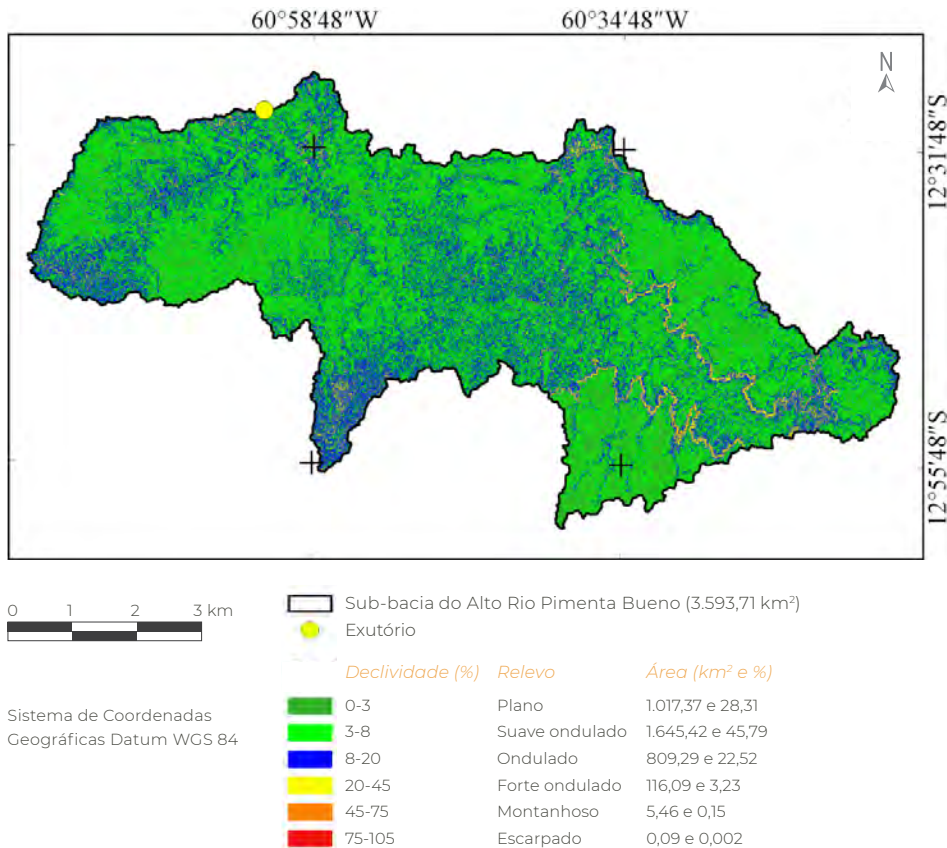 60°58'48"W 60°34'48"W
N
12°31'48"S
12°55'48"S
0 1 2 3 km
Sub-bacia do Alto Rio Pimenta Bueno (3.593,71 km²)
Exutório
Sistema de Coordenadas
Geográficas Datum WGS 84
Declividade (%) Relevo Área (km² e %)
0-3 Plano 1.017,37 e 28,31
3-8 Suave ondulado 1.645,42 e 45,79
8-20 Ondulado 809,29 e 22,52
20-45 Forte ondulado 116,09 e 3,23
45-75 Montanhoso 5,46 e 0,15
75-105 Escarpado 0,09 e 0,002